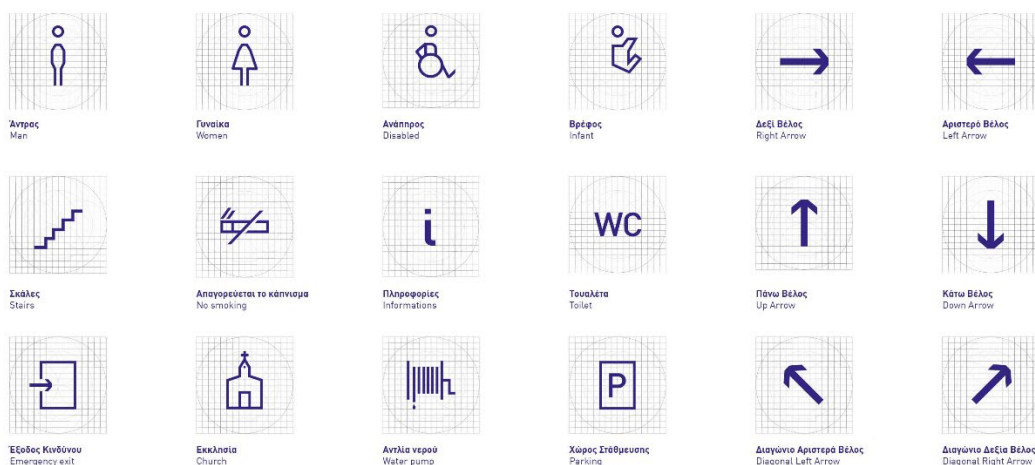 Άντρας
Man
Γυναίκα
Women
Ανάπηρος
Disabled
Βρέφος
Infant
Δεξί Βέλος
Right Arrow
Αριστερό Βέλος
Left Arrow
i
WC
Σκάλες
Stairs
Απαγορεύεται το κάπνισμα
No smoking
Πληροφορίες
Informations
Τουαλέτα
Toilet
Πάνω Βέλος
Up Arrow
Κάτω Βέλος
Down Arrow
P
Έξοδος Κινδύνου
Emergency exit
Εκκλησία
Church
Αντλία νερού
Water pump
Χώρος Στάθμευσης
Parking
Διαγώνιο Αριστερά Βέλος
Diagonal Left Arrow
Διαγώνιο Δεξία Βέλος
Diagonal Right Arrow